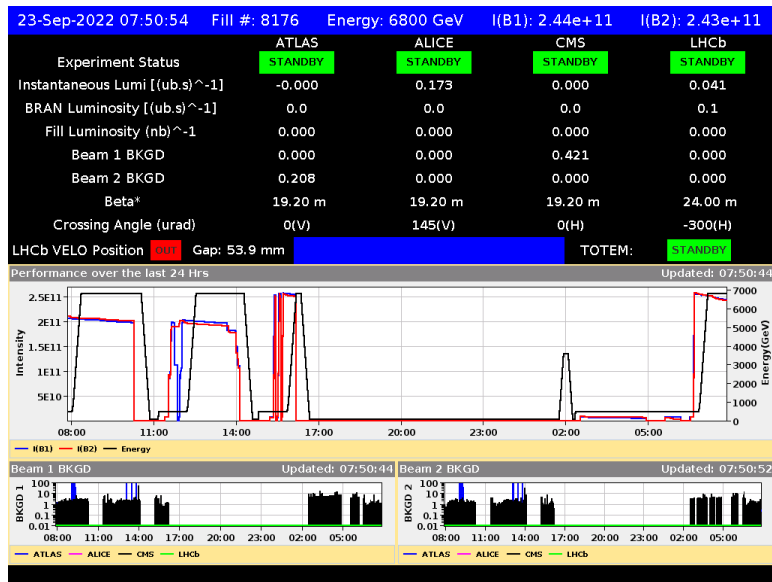 23-Sep-2022 07:50:54 Fill #: 8176 Energy: 6800 GeV I(B1): 2.44e+11 I(B2): 2.43e+11
ATLAS ALICE CMS LHCb
Experiment Status STANDBY STANDBY STANDBY STANDBY
Instantaneous Lumi [(ub.s)^-1] -0.000 0.173 0.000 0.041
BRAN Luminosity [(ub.s)^-1] 0.0 0.0 0.0 0.1
Fill Luminosity (nb)^-1 0.000 0.000 0.000 0.000
Beam 1 BKGD 0.000 0.000 0.421 0.000
Beam 2 BKGD 0.208 0.000 0.000 0.000
Beta* 19.20 m 19.20 m 19.20 m 24.00 m
Crossing Angle (urad) 0(V) 145(V) 0(H) -300(H)
LHCb VELO Position OUT Gap: 53.9 mm TOTEM: STANDBY
Performance over the last 24 Hrs Updated: 07:50:44
Intensity
2.5E11
2E11
1.5E11
1E11
5E10
7000
6000
5000
4000
3000
2000
1000
0
Energy(GeV)
08:00 11:00 14:00 17:00 20:00 23:00 02:00 05:00
I(B1) I(B2) Energy
Beam 1 BKGD Updated: 07:50:44
BKGD 1
100
10
1
0.1
0.01
08:00 11:00 14:00 17:00 20:00 23:00 02:00 05:00
ATLAS ALICE CMS LHCb
Beam 2 BKGD Updated: 07:50:52
BKGD 2
100
10
1
0.1
0.01
08:00 11:00 14:00 17:00 20:00 23:00 02:00 05:00
ATLAS ALICE CMS LHCb